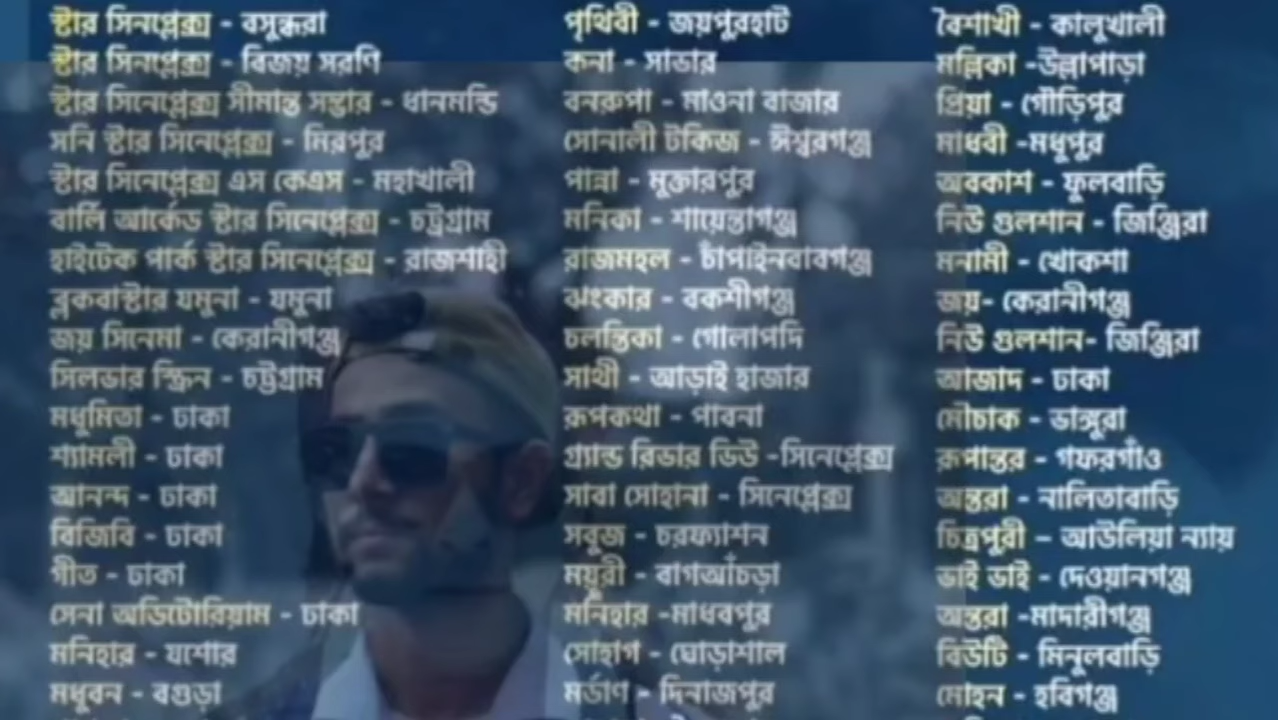 স্টার সিনপ্লেক্স - বসুন্ধরা
স্টার সিনপ্লেক্স - বিজয় সরণি
স্টার সিনেপ্লেক্স সীমান্ত সম্ভার - ধানমন্ডি
সনি স্টার সিনেপ্লেক্স - মিরপুর
স্টার সিনেপ্লেক্স এস কেএস - মহাখালী
বালি আর্কেড স্টার সিনেপ্লেক্স - চট্রগ্রাম
হাইটেক পার্ক স্টার সিনেপ্লেক্স - রাজশাহী
ব্লকবাস্টার যমুনা - যমুনা
জয় সিনেমা - কেরানীগঞ্জ
সিলভার স্ক্রিন - চট্টগ্রাম
মধুমিতা - ঢাকা
শ্যামলী - ঢাকা
আনন্দ - ঢাকা
বিজিবি - ঢাকা
গীত - ঢাকা
সেনা অডিটোরিয়াম - ঢাকা
মনিহার - যশোর
মধুবন - বগুড়া
পৃথিবী - জয়পুরহাট
কনা - সাভার
বনরুপা - মাওনা বাজার
সোনালী টকিজ - ঈশ্বরগঞ্জ
পান্না - মুক্তারপুর
মনিকা - শায়েস্তাগঞ্জ
রাজমহল - চাঁপাইনবাবগঞ্জ
ঝংকার - বকশীগঞ্জ
চলন্তিকা - গোলাপদি
সাথী - আড়াই হাজার
রূপকথা - পাবনা
গ্র্যান্ড রিভার ভিউ -সিনেপ্লেক্স
সাবা সোহানা - সিনেপ্লেক্স
সবুজ - চরফ্যাশন
ময়ূরী - বাগআঁচড়া
মনিহার -মাধবপুর
সোহাগ - ঘোড়াশাল
মর্ডাণ - দিনাজপুর
বৈশাখী - কালুখালী
মল্লিকা -উল্লাপাড়া
প্রিয়া - গৌড়িপুর
মাধবী -মধুপুর
অবকাশ - ফুলবাড়ি
নিউ গুলশান - জিঞ্জিরা
মনামী - খোকশা
জয়- কেরানীগঞ্জ
নিউ গুলশান- জিঞ্জিরা
আজাদ - ঢাকা
মৌচাক - ভাঙ্গুরা
রূপান্তর - গফরগাঁও
অন্তরা - নালিতাবাড়ি
চিত্রপুরী – আউলিয়া ন্যায়
ভাই ভাই - দেওয়ানগঞ্জ
অন্তরা -মাদারীগঞ্জ
বিউটি - মিনুলবাড়ি
মোহন - হবিগঞ্জ